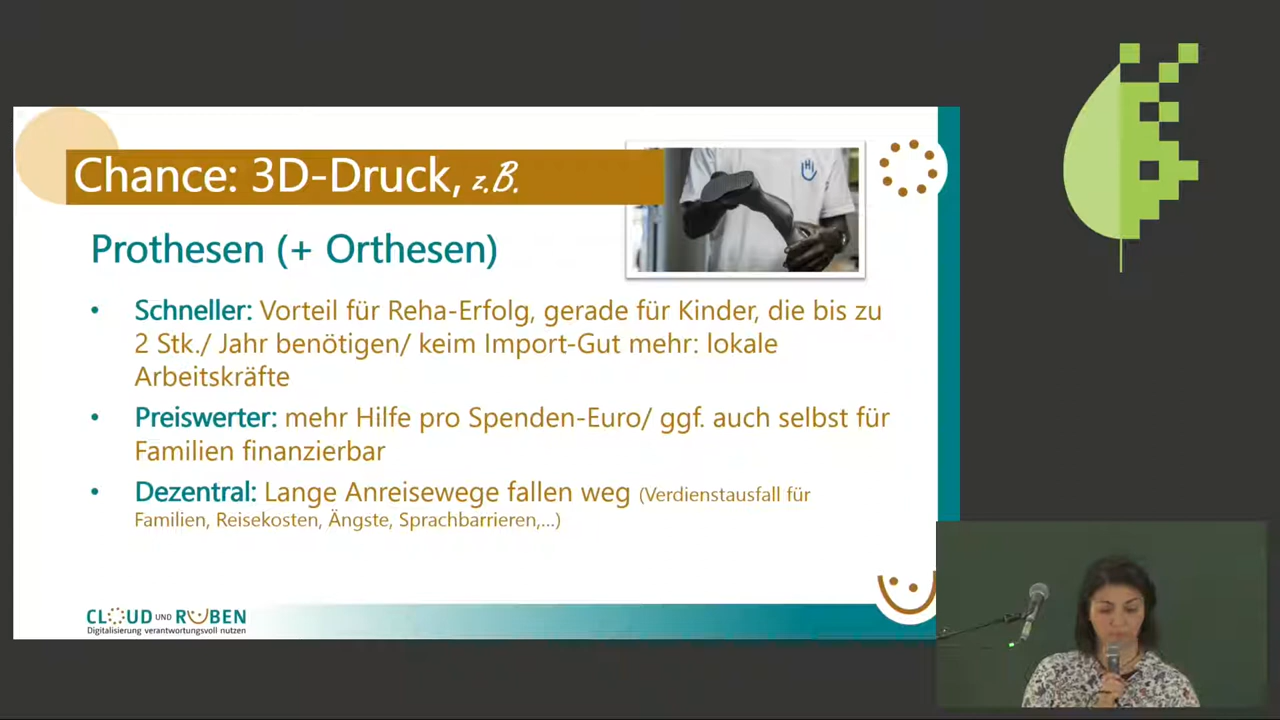 Chance: 3D-Druck, z.B.
Prothesen (+ Orthesen)
• Schneller: Vorteil für Reha-Erfolg, gerade für Kinder, die bis zu
2 Stk./ Jahr benötigen/ keim Import-Gut mehr: lokale
Arbeitskräfte
• Preiswerter: mehr Hilfe pro Spenden-Euro/ ggf. auch selbst für
Familien finanzierbar
• Dezentral: Lange Anreisewege fallen weg (Verdienstausfall für
Familien, Reisekosten, Ängste, Sprachbarrieren,...)
CLOUD UND RUBEN
Digitalisierung verantwortungsvoll nutzen